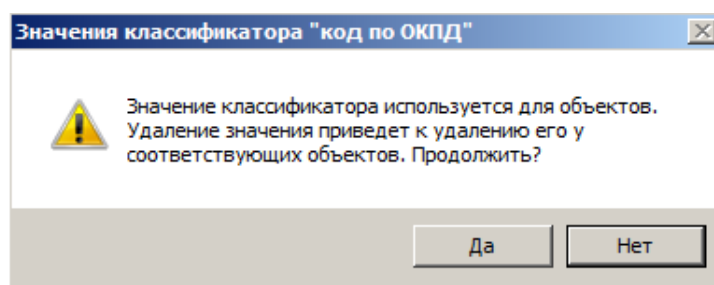 Значения классификатора "код по ОКПД"
Значение классификатора используется для объектов.
Удаление значения приведет к удалению его у
соответствующих объектов. Продолжить?
Да
Нет